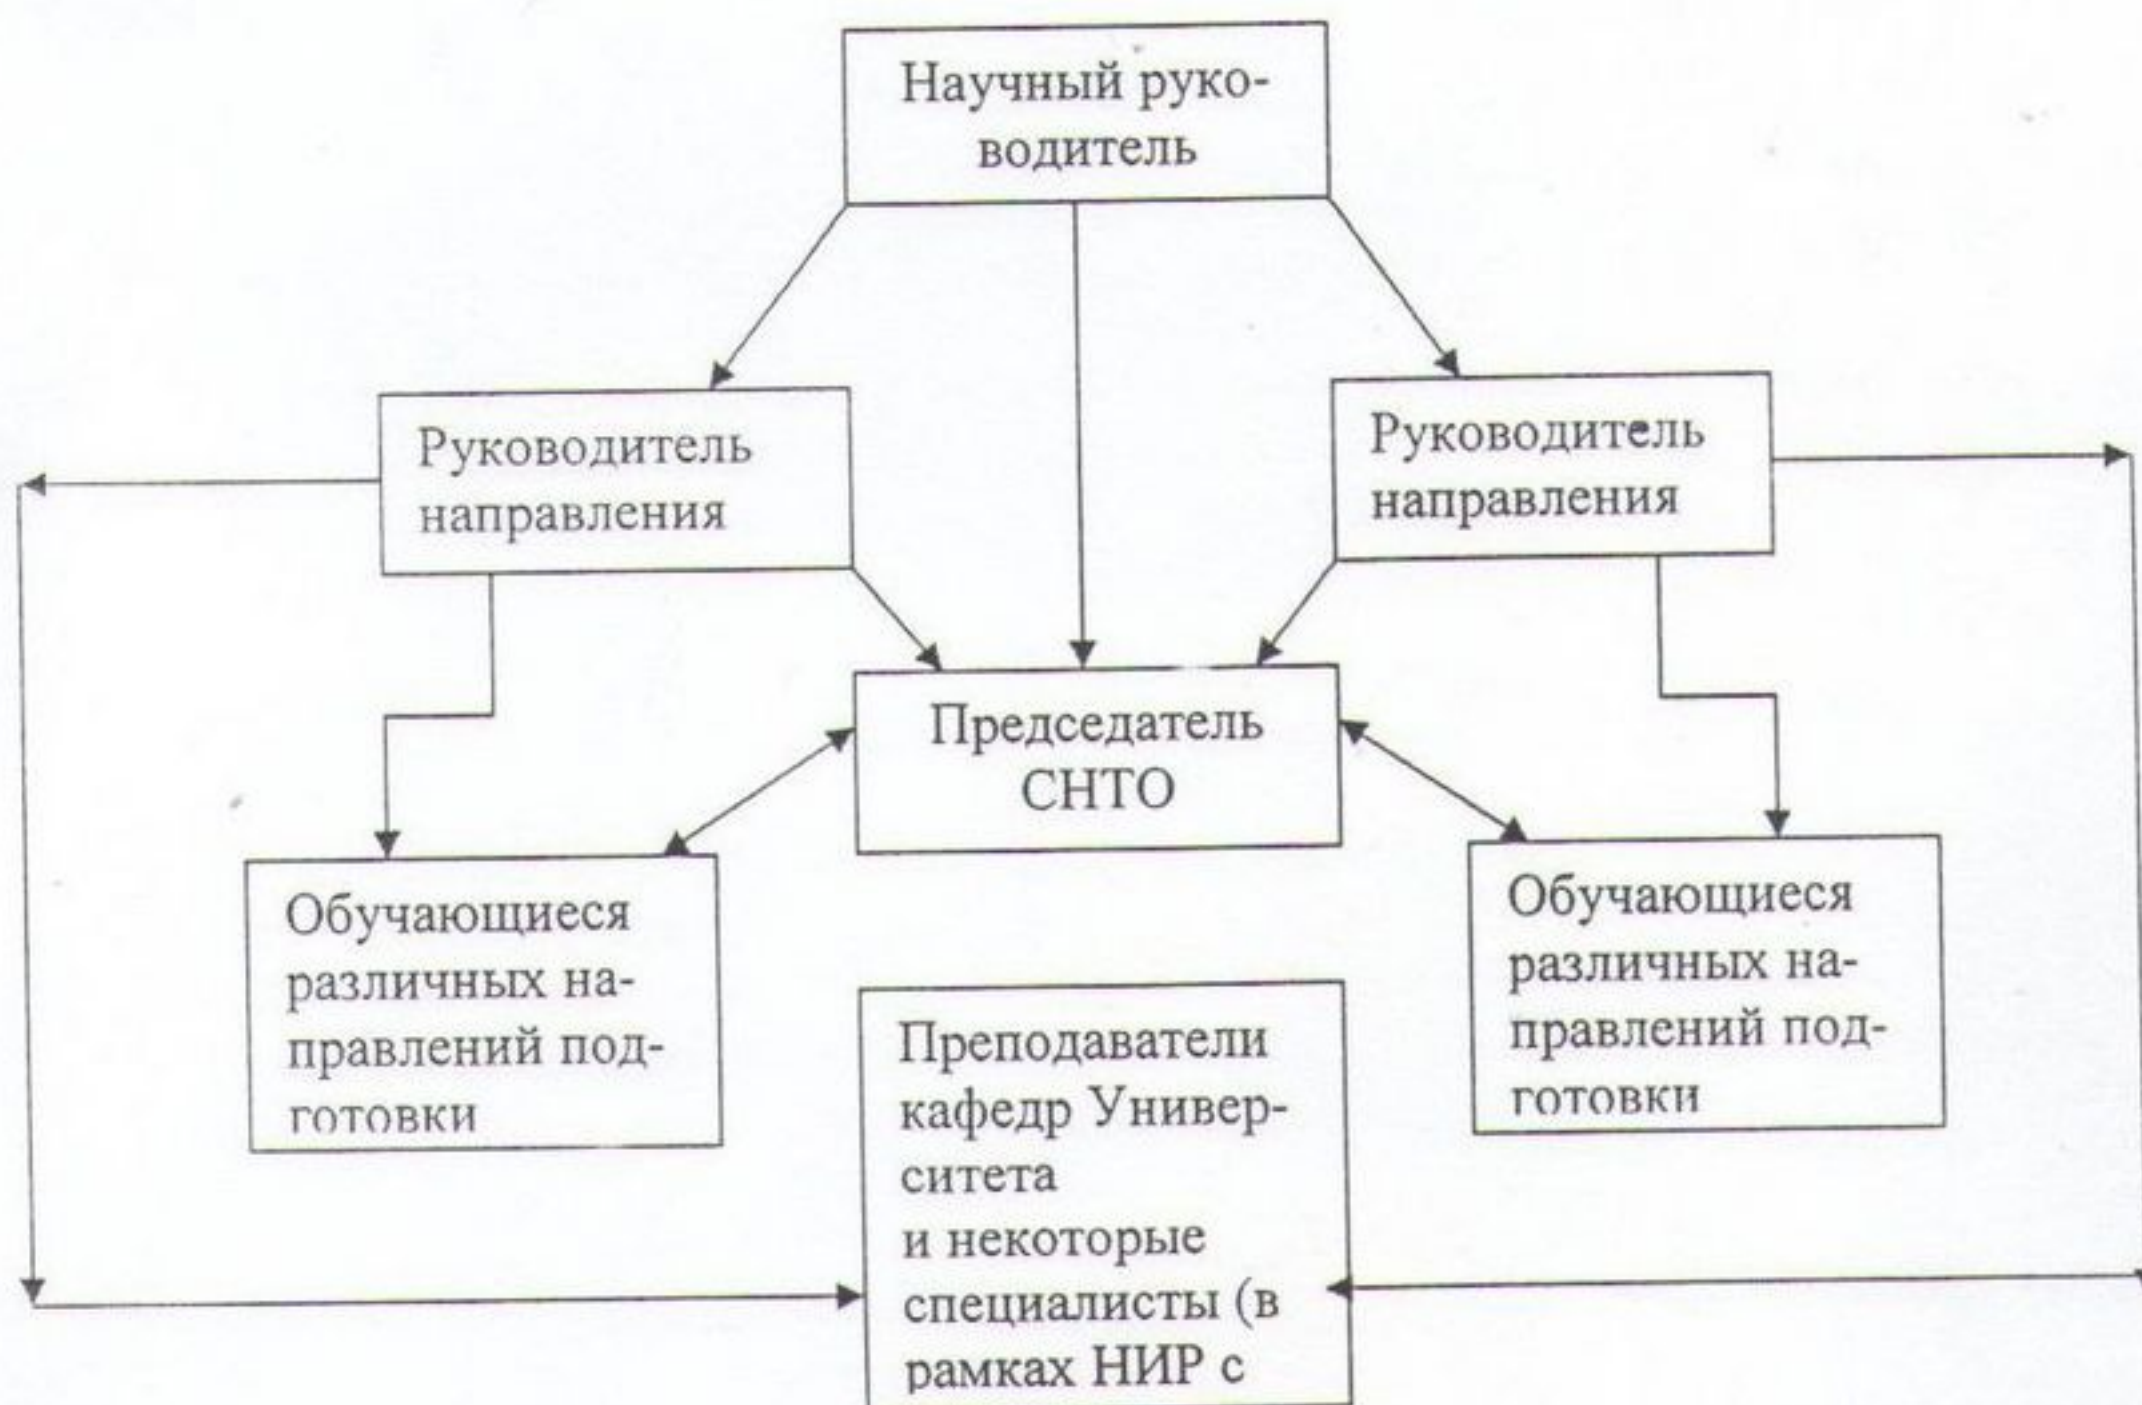 Научный руко-
водитель
Руководитель
направления
Руководитель
направления
Председатель
СНТО
Обучающиеся
различных на-
правлений под-
готовки
Обучающиеся
различных на-
правлений под-
готовки
Преподаватели
кафедр Универ-
ситета
и некоторые
специалисты (в
рамках НИР с